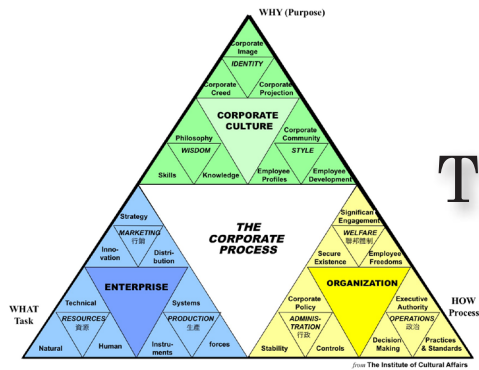 WHY (Purpose)
Corporate
Image
IDENTITY
Corporate
Creed
Corporate
Projection
CORPORATE
CULTURE
Philosophy
WISDOM
Skills
Knowledge
Corporate
Community
STYLE
Employee
Profiles
Employee
Development
T
THE
CORPORATE
PROCESS
Strategy
MARKETING
行銷
Inno-
vation
Distri-
bution
ENTERPRISE
Technical
RESOURCES
資源
Natural
Human
Systems
PRODUCTION
生產
Instru-
ments
forces
Significan
Engagement
WELFARE
聯邦體制
Secure
Existence
Employee
Freedoms
ORGANIZATION
Corporate
Policy
ADMINIS-
TRATION
行政
Stability
Controls
Executive
Authority
OPERATIONS
政治
Decision
Making
Practices
& Standards
WHAT
Task
HOW
Process
from The Institute of Cultural Affairs